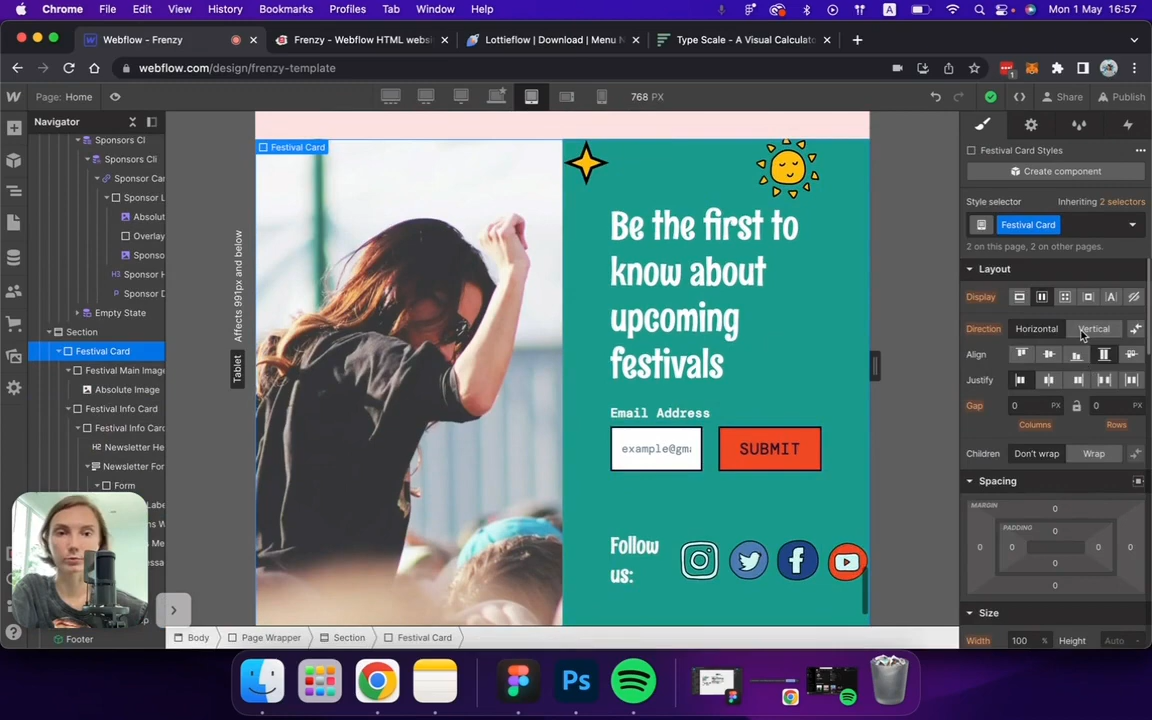 Chrome File Edit View History Bookmarks Profiles Tab Window Help
A
Mon 1 May 16:57
Webflow - Frenzy
Frenzy - Webflow HTML websi
Lottieflow | Download | Menu N
Type Scale - A Visual Calculato
webflow.com/design/frenzy-template
1
Page: Home
768 PX
Share
Publish
Navigator
Sponsors Cl
Sponsors Cli
Sponsor Car
Sponsor L
Absolut
Overlay
Sponso
Sponsor H
Sponsor D
Empty State
Section
Festival Card
Festival Main Image
Absolute Image
Festival Info Card
Festival Info Card
H2 Newsletter He
Newsletter For
Form
Footer
Tablet
Affects 991px and below
Festival Card
Be the first to
know about
upcoming
festivals
Email Address
example@gma
SUBMIT
Follow
us:
Body
Page Wrapper
Section
Festival Card
Festival Card Styles
Create component
Style selector
Inheriting 2 selectors
Festival Card
2 on this page, 2 on other pages.
Layout
Display
Direction
Horizontal
Vertical
Align
Justify
Gap
0 PX
0 PX
Columns
Rows
Children
Don't wrap
Wrap
Spacing
MARGIN
0
PADDING
0
0
0
0
0
0
0
Size
Width
100 %
Height
Auto
Ps